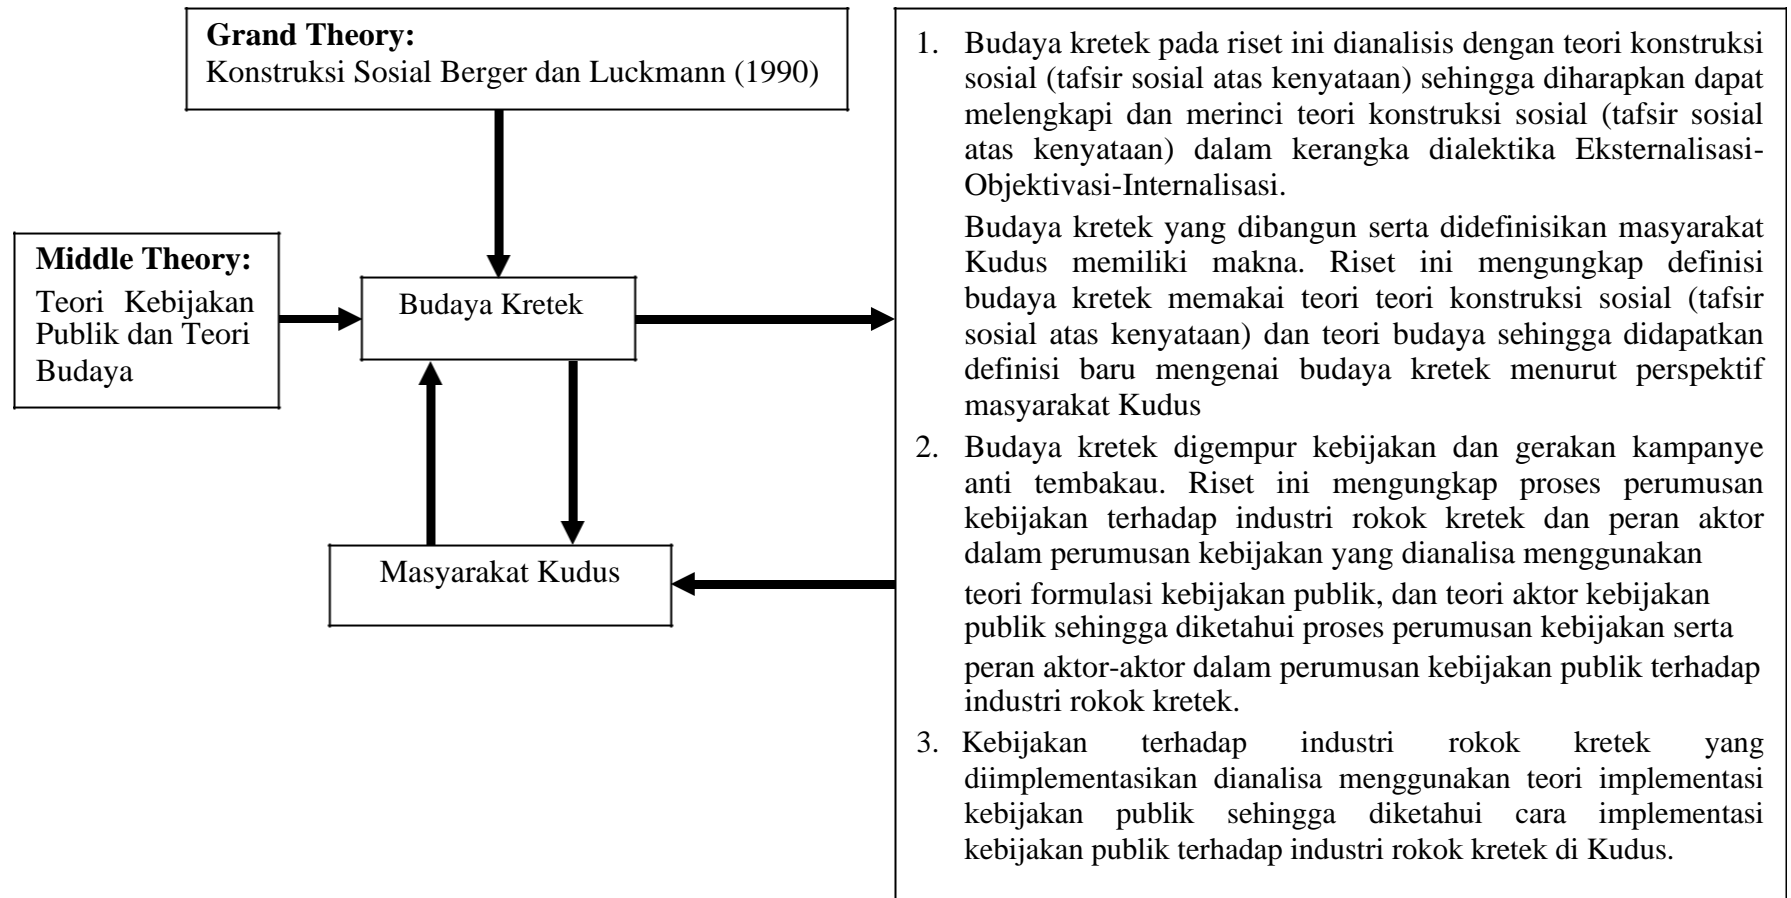 Grand Theory:
Konstruksi Sosial Berger dan Luckmann (1990)
Middle Theory:
Teori Kebijakan
Publik dan Teori
Budaya
Budaya Kretek
Masyarakat Kudus
1. Budaya kretek pada riset ini dianalisis dengan teori konstruksi
sosial (tafsir sosial atas kenyataan) sehingga diharapkan dapat
melengkapi dan merinci teori konstruksi sosial (tafsir sosial
atas kenyataan) dalam kerangka dialektika Eksternalisasi-
Objektivasi-Internalisasi.
Budaya kretek yang dibangun serta didefinisikan masyarakat
Kudus memiliki makna. Riset ini mengungkap definisi
budaya kretek memakai teori teori konstruksi sosial (tafsir
sosial atas kenyataan) dan teori budaya sehingga didapatkan
definisi baru mengenai budaya kretek menurut perspektif
masyarakat Kudus
2. Budaya kretek digempur kebijakan dan gerakan kampanye
anti tembakau. Riset ini mengungkap proses perumusan
kebijakan terhadap industri rokok kretek dan peran aktor
dalam perumusan kebijakan yang dianalisa menggunakan
teori formulasi kebijakan publik, dan teori aktor kebijakan
publik sehingga diketahui proses perumusan kebijakan serta
peran aktor-aktor dalam perumusan kebijakan publik terhadap
industri rokok kretek.
3. Kebijakan terhadap industri rokok kretek yang
diimplementasikan dianalisa menggunakan teori implementasi
kebijakan publik sehingga diketahui cara implementasi
kebijakan publik terhadap industri rokok kretek di Kudus.